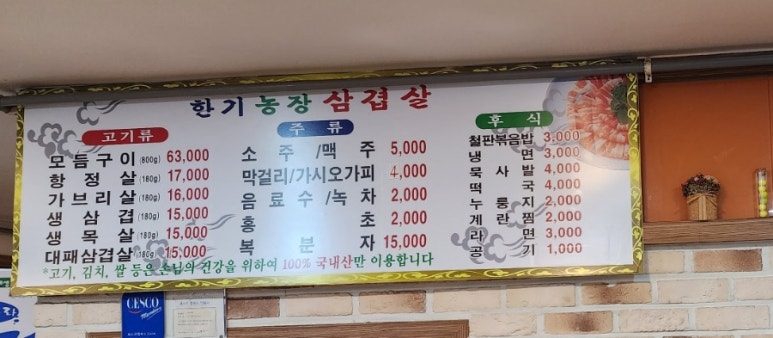 한기농장삼겹살
고기류
모듬구이 (800g) 63,000
항정살 (180g) 17,000
가브리살 (180g) 16,000
생삼겹 (180g) 15,000
생목살 (180g) 15,000
대패삼겹살 (180g) 15,000
주류
소주/맥주 5,000
막걸리/가시오가피 4,000
음료수/녹차 2,000
홍초 2,000
복분자 15,000
후식
철판볶음밥 3,000
냉면 3,000
묵사발 4,000
떡국 4,000
누룽지 2,000
계란찜 2,000
라면 3,000
공기 1,000
*고기, 김치, 쌀 등은 손님의 건강을 위하여 100% 국내산만 이용합니다
CESCO
Members